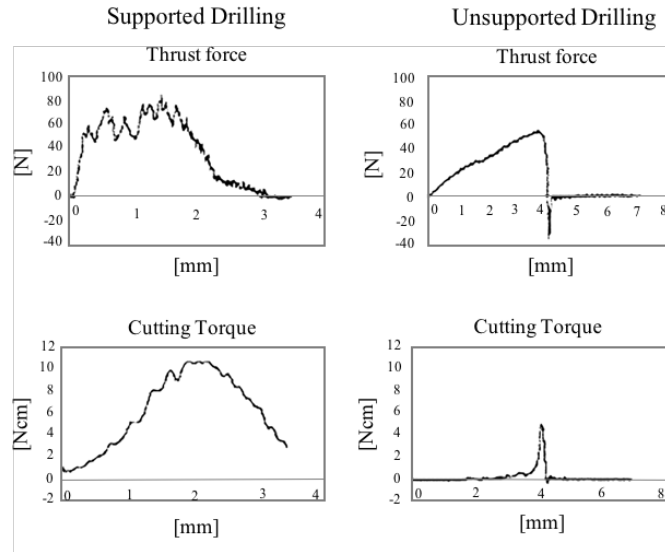 Supported Drilling
Unsupported Drilling
Thrust force
100
80
60
40
20
0
-20
-40
[N]
0 1 2 3 4
[mm]
Thrust force
100
80
60
40
20
0
-20
-40
[N]
0 1 2 3 4 5 6 7 8
[mm]
Cutting Torque
12
10
8
6
4
2
0
-2
[Ncm]
0 1 2 3 4
[mm]
Cutting Torque
12
10
8
6
4
2
0
-2
[Ncm]
0 2 4 6 8
[mm]